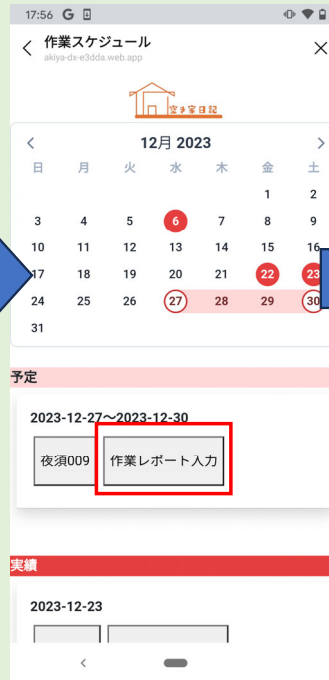 17:56 G
作業スケジュール
akiya-dx-e3dda.web.app
空き家日記
12月 2023
日 月 火 水 木 金 土
1 2
3 4 5 6 7 8 9
10 11 12 13 14 15 16
17 18 19 20 21 22 23
24 25 26 27 28 29 30
31
予定
2023-12-27～2023-12-30
夜須009 作業レポート入力
実績
2023-12-23